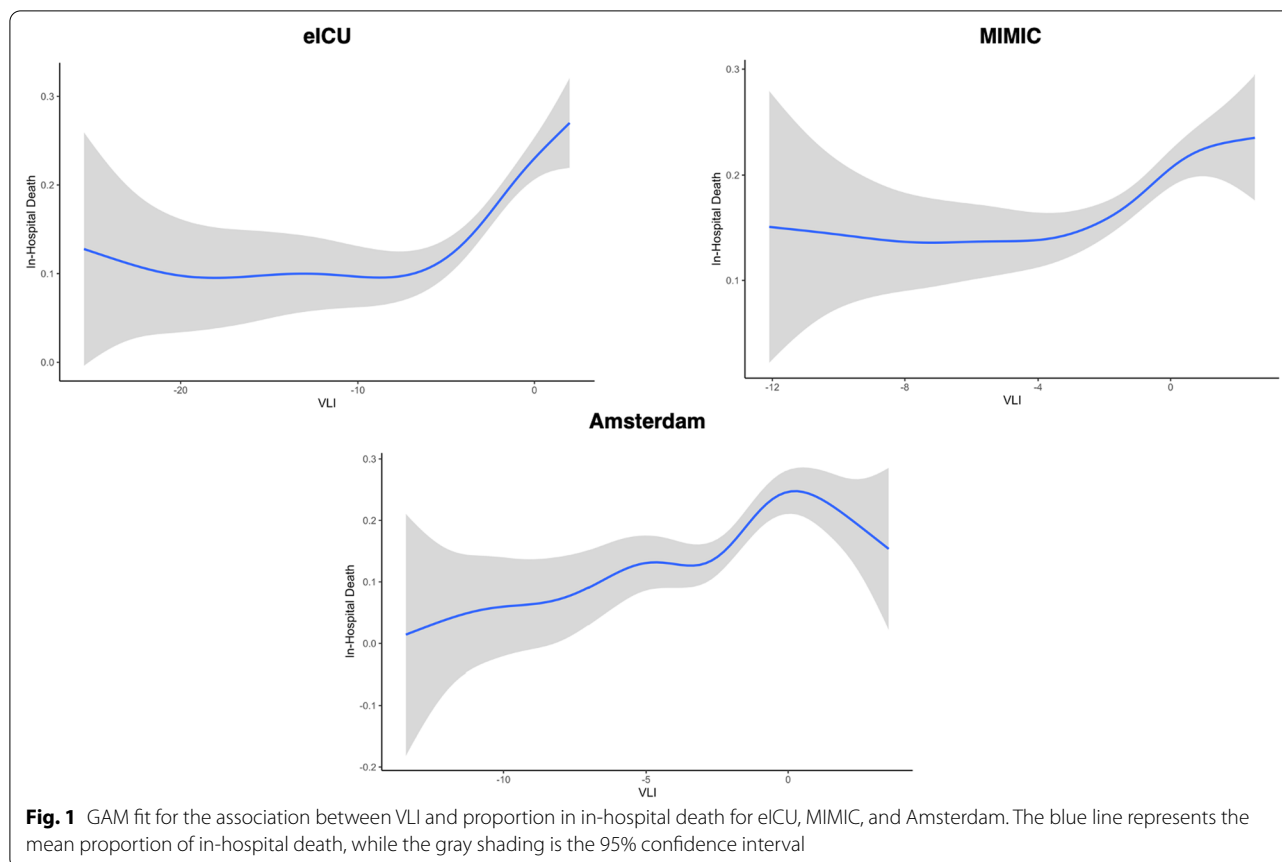 eICU
0.3
0.2
0.1
0.0
In-Hospital Death
-20
-10
0
VLI
MIMIC
0.3
0.2
0.1
In-Hospital Death
-12
-8
-4
0
VLI
Amsterdam
0.3
0.2
0.1
0.0
-0.1
-0.2
In-Hospital Death
-10
-5
0
VLI
Fig. 1 GAM fit for the association between VLI and proportion in in-hospital death for eICU, MIMIC, and Amsterdam. The blue line represents the
mean proportion of in-hospital death, while the gray shading is the 95% confidence interval